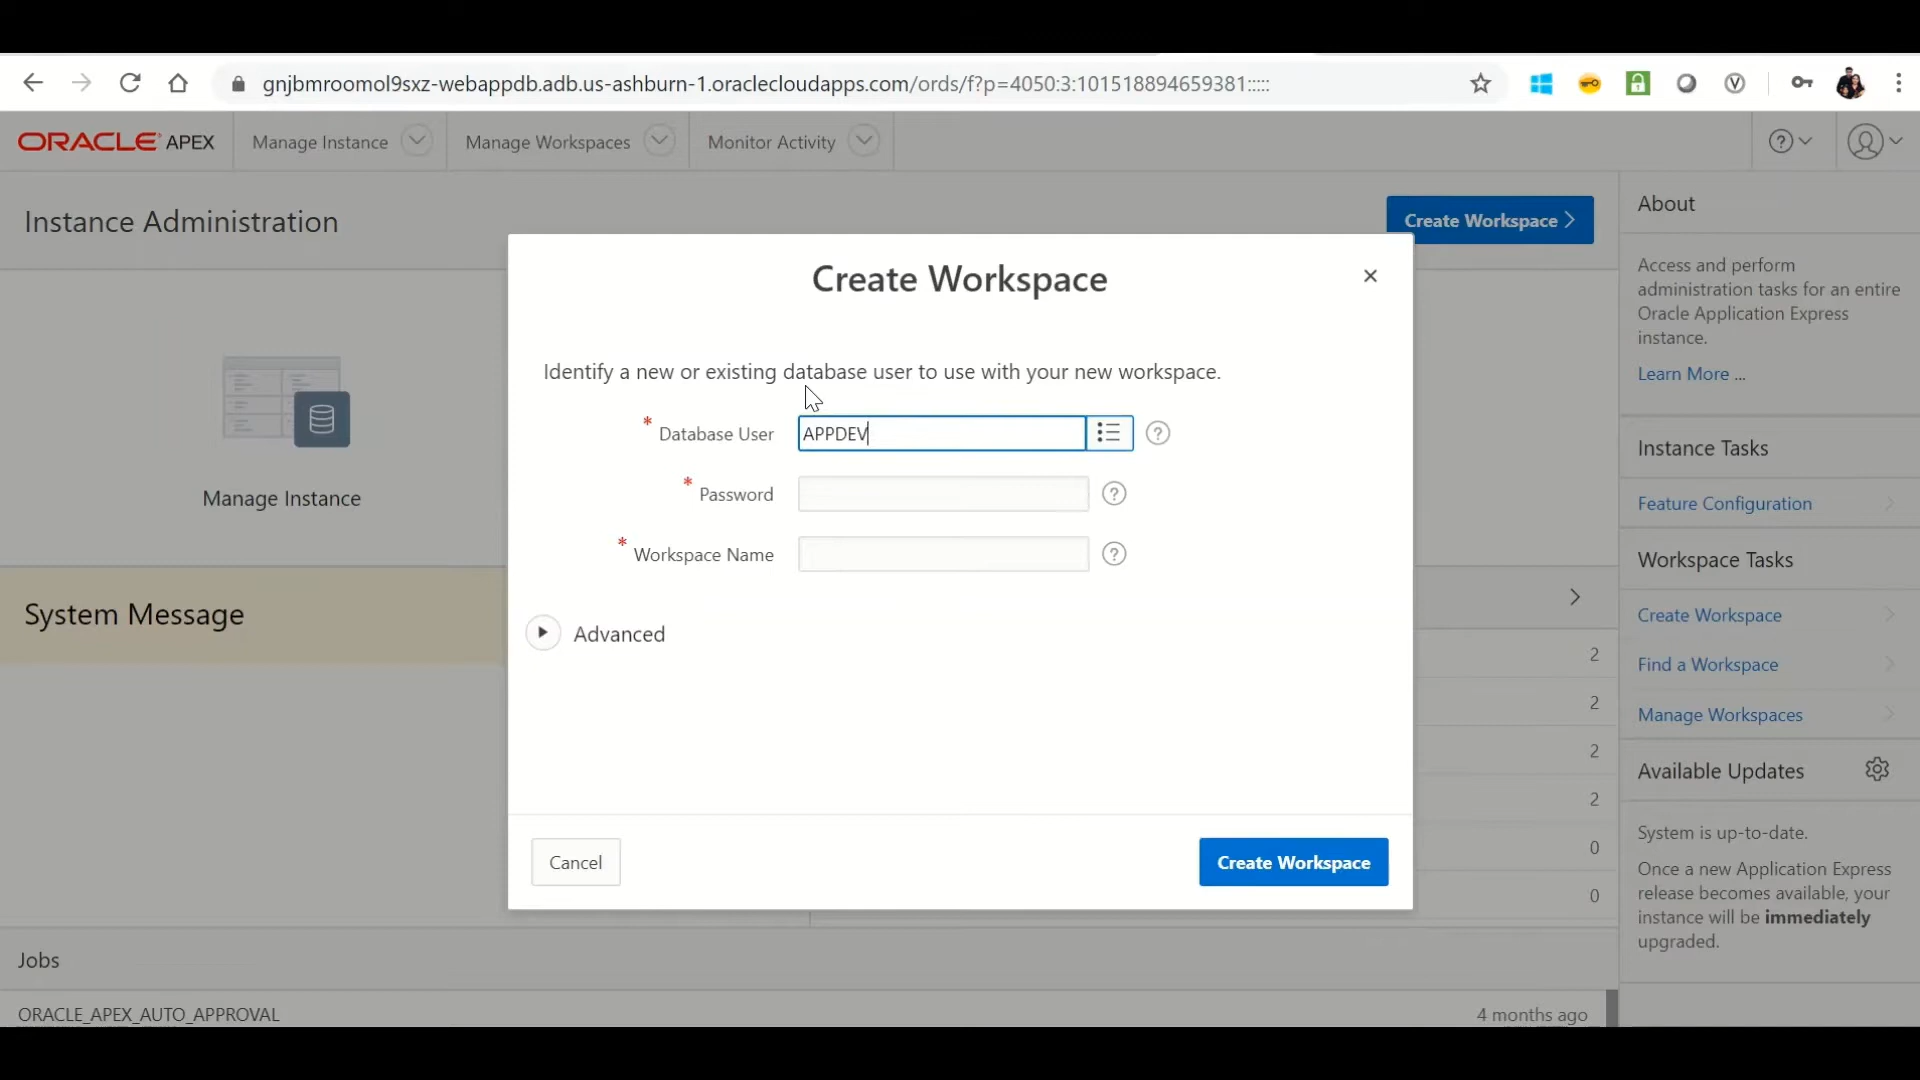 gnjbmroomol9sxz-webappdb.adb.us-ashburn-1.oraclecloudapps.com/ords/f?p=4050:3:101518894659381:::::
ORACLE APEX
Manage Instance
Manage Workspaces
Monitor Activity
Instance Administration
Create Workspace
Manage Instance
System Message
Create Workspace
Identify a new or existing database user to use with your new workspace.
* Database User
APPDEV
* Password
* Workspace Name
Advanced
Cancel
Create Workspace
2
2
2
2
0
0
Jobs
ORACLE_APEX_AUTO_APPROVAL
4 months ago
About
Access and perform
administration tasks for an entire
Oracle Application Express
instance.
Learn More ...
Instance Tasks
Feature Configuration
Workspace Tasks
Create Workspace
Find a Workspace
Manage Workspaces
Available Updates
System is up-to-date.
Once a new Application Express
release becomes available, your
instance will be immediately
upgraded.